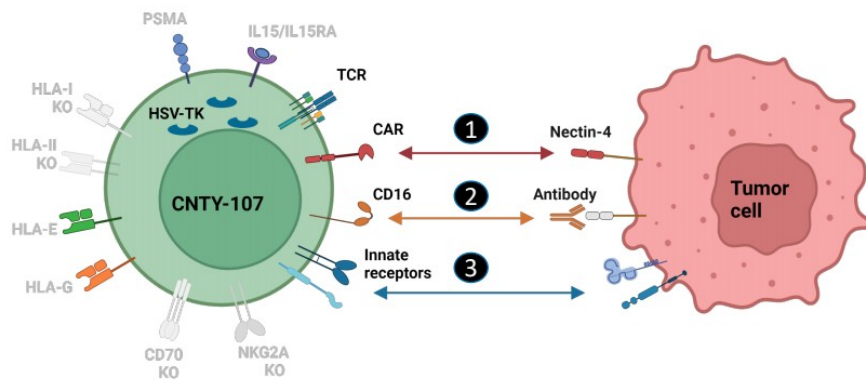 PSMA
IL15/IL15RA
TCR
HLA-I
KO
HSV-TK
CAR
1
Nectin-4
HLA-II
KO
CNTY-107
CD16
2
Antibody
Tumor
cell
HLA-E
Innate
receptors
3
HLA-G
CD70
KO
NKG2A
KO